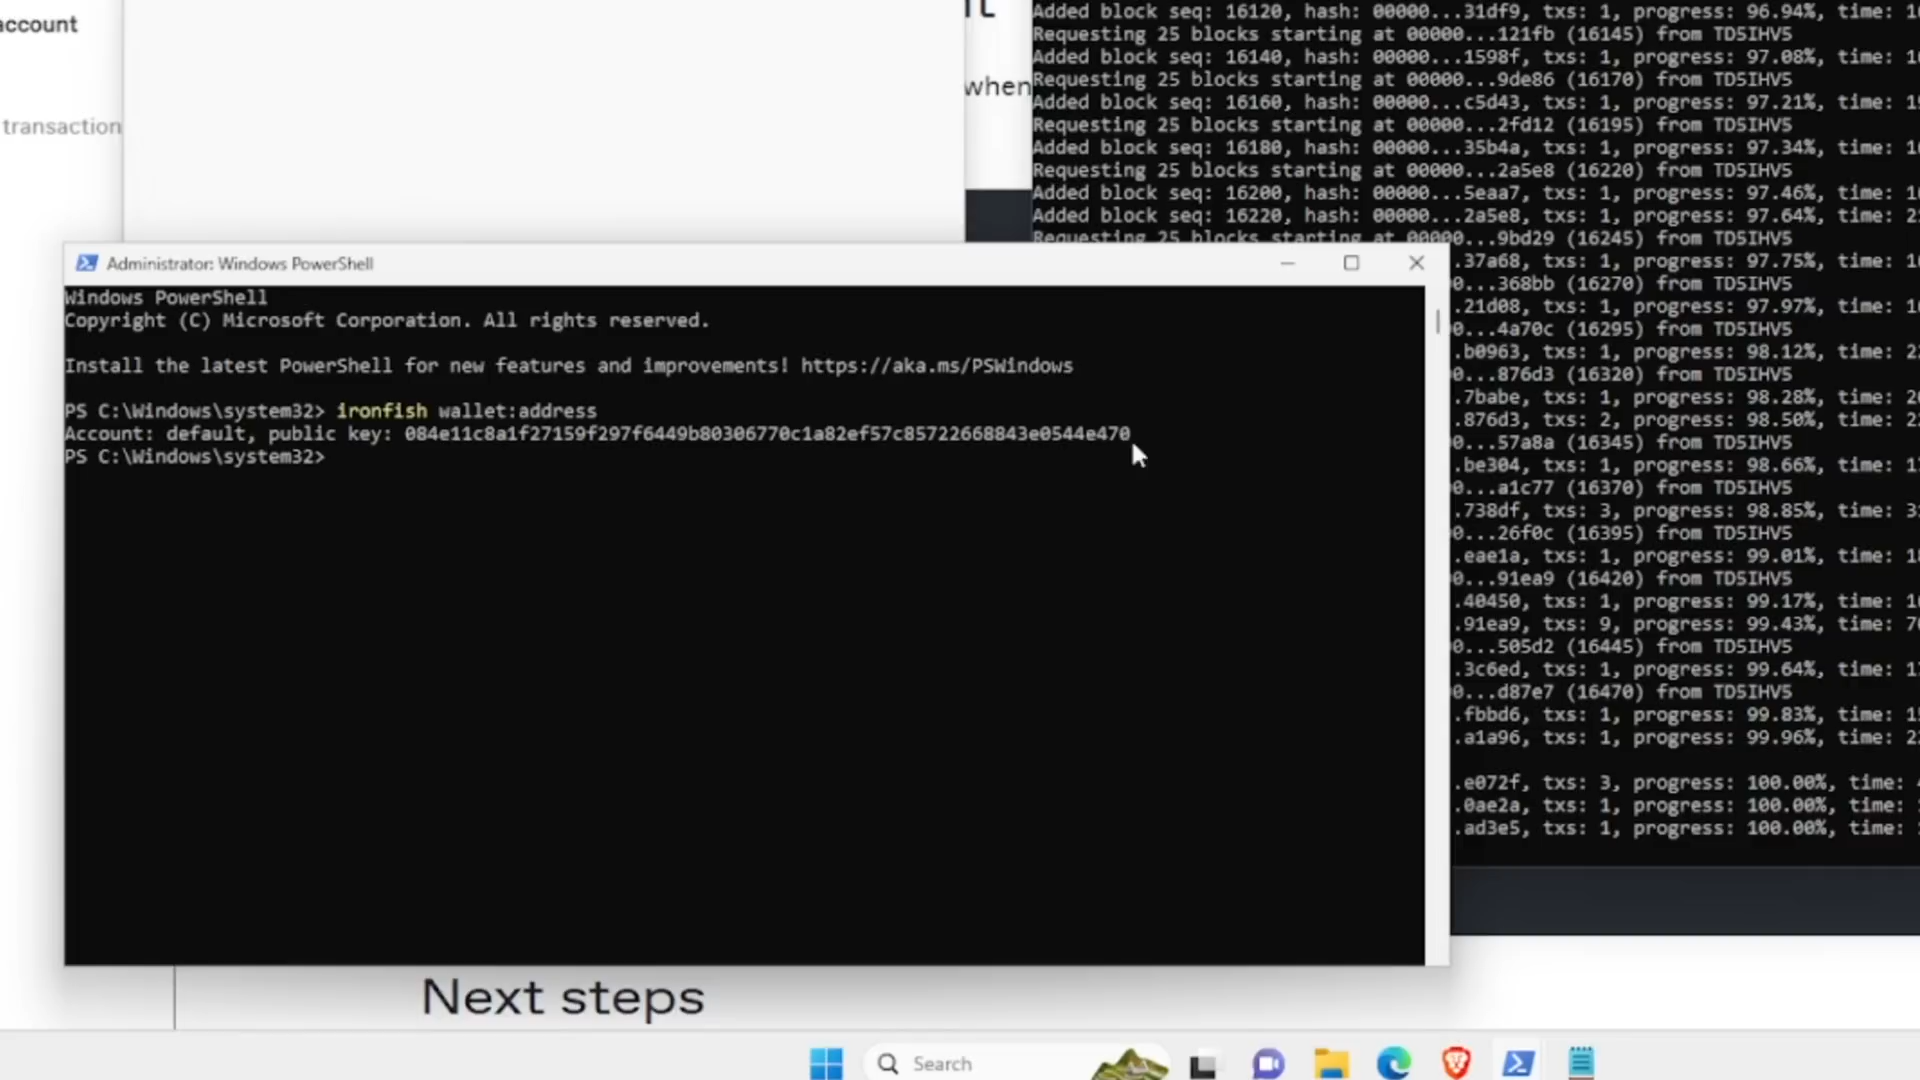 account
transaction
when
Added block seq: 16120, hash: 00000...31df9, txs: 1, progress: 96.94%, time:
Requesting 25 blocks starting at 00000...121fb (16145) from TD5IHV5
Added block seq: 16140, hash: 00000...1598f, txs: 1, progress: 97.08%, time:
Requesting 25 blocks starting at 00000...9de86 (16170) from TD5IHV5
Added block seq: 16160, hash: 00000...c5d43, txs: 1, progress: 97.21%, time:
Requesting 25 blocks starting at 00000...2fd12 (16195) from TD5IHV5
Added block seq: 16180, hash: 00000...35b4a, txs: 1, progress: 97.34%, time:
Requesting 25 blocks starting at 00000...2a5e8 (16220) from TD5IHV5
Added block seq: 16200, hash: 00000...5eaa7, txs: 1, progress: 97.46%, time:
Added block seq: 16220, hash: 00000...2a5e8, txs: 1, progress: 97.64%, time:
Requesting 25 blocks starting at 00000...9bd29 (16245) from TD5IHV5
.37a68, txs: 1, progress: 97.75%, time:
0...368bb (16270) from TD5IHV5
.21d08, txs: 1, progress: 97.97%, time:
0...4a70c (16295) from TD5IHV5
.b0963, txs: 1, progress: 98.12%, time:
0...876d3 (16320) from TD5IHV5
.7babe, txs: 1, progress: 98.28%, time:
.876d3, txs: 2, progress: 98.50%, time:
0...57a8a (16345) from TD5IHV5
.be304, txs: 1, progress: 98.66%, time:
0...a1c77 (16370) from TD5IHV5
.738df, txs: 3, progress: 98.85%, time:
0...26f0c (16395) from TD5IHV5
.eae1a, txs: 1, progress: 99.01%, time:
0...91ea9 (16420) from TD5IHV5
.40450, txs: 1, progress: 99.17%, time:
.91ea9, txs: 9, progress: 99.43%, time:
0...505d2 (16445) from TD5IHV5
.3c6ed, txs: 1, progress: 99.64%, time:
0...d87e7 (16470) from TD5IHV5
.fbbd6, txs: 1, progress: 99.83%, time:
.a1a96, txs: 1, progress: 99.96%, time:
.e072f, txs: 3, progress: 100.00%, time:
.0ae2a, txs: 1, progress: 100.00%, time:
.ad3e5, txs: 1, progress: 100.00%, time:
Administrator: Windows PowerShell
Windows PowerShell
Copyright (C) Microsoft Corporation. All rights reserved.
Install the latest PowerShell for new features and improvements! https://aka.ms/PSWindows
PS C:\Windows\system32> ironfish wallet:address
Account: default, public key: 084e11c8a1f27159f297f6449b80306770c1a82ef57c85722668843e0544e470
PS C:\Windows\system32>
Next steps
Search